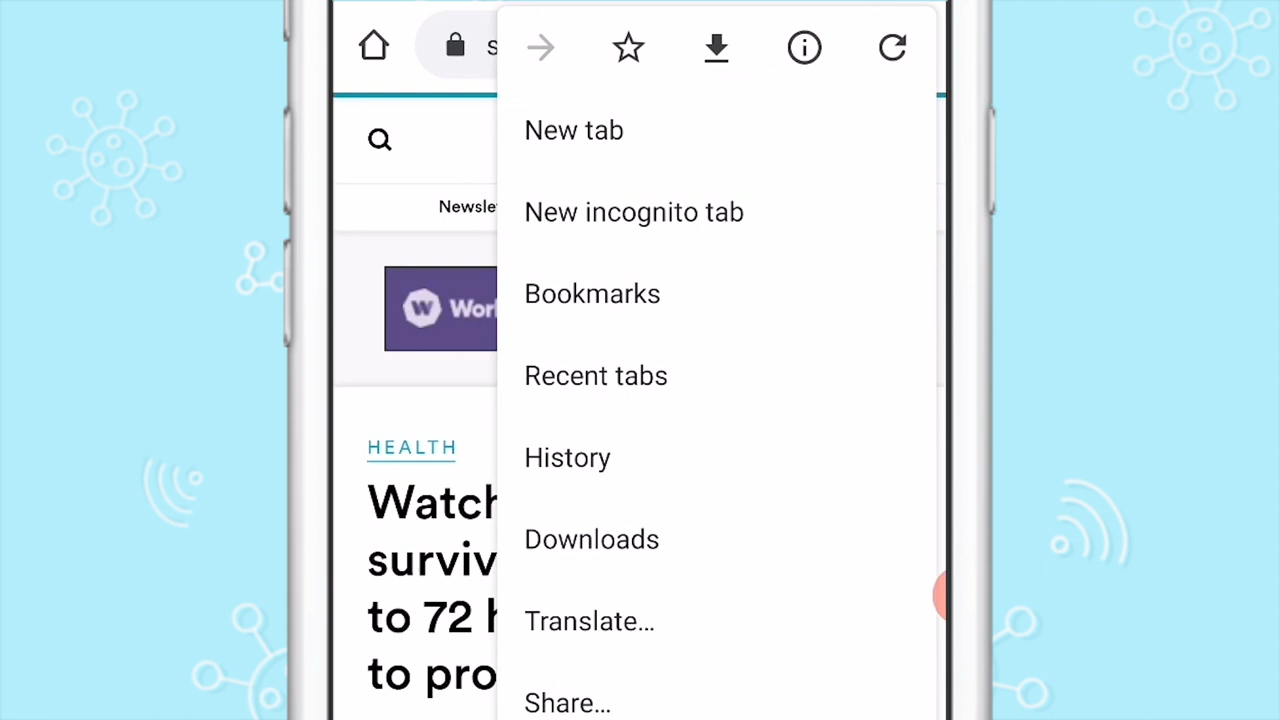 New tab
New incognito tab
Newsle
Bookmarks
W
Recent tabs
HEALTH
History
Watch
Downloads
surviv
to 72
Translate...
to pro
Share...